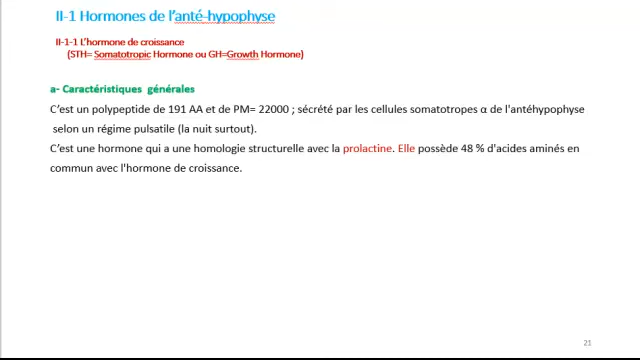 II-1 Hormones de l'anté-hypophyse
II-1-1 L'hormone de croissance
(STH= Somatotropic Hormone ou GH=Growth Hormone)
a- Caractéristiques générales
C'est un polypeptide de 191 AA et de PM= 22000 ; sécrété par les cellules somatotropes α de l'antéhypophyse
selon un régime pulsatile (la nuit surtout).
C'est une hormone qui a une homologie structurelle avec la prolactine. Elle possède 48 % d'acides aminés en
commun avec l'hormone de croissance.
21